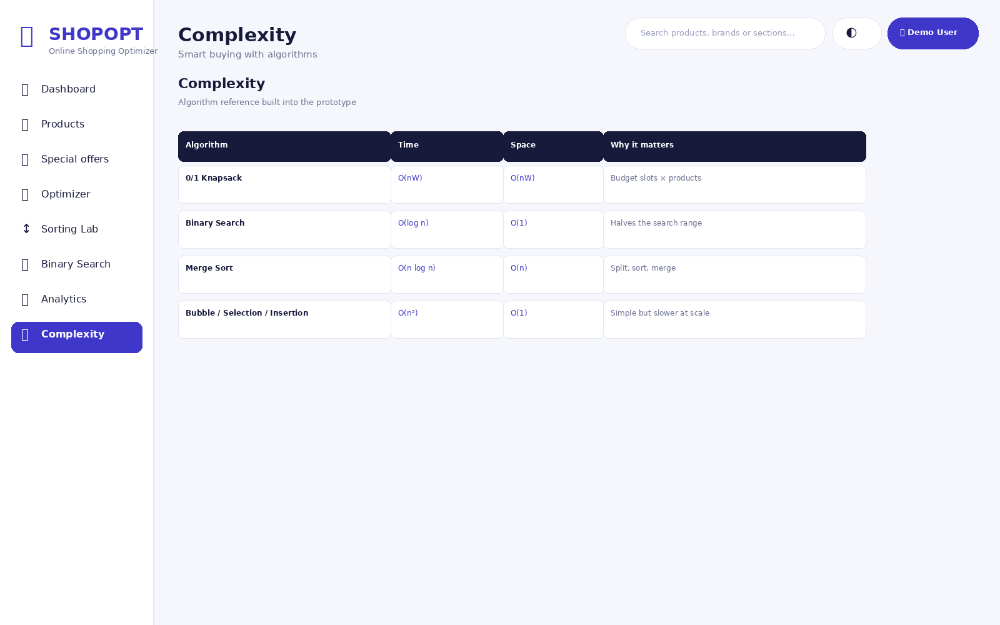 SHOPOPT
Online Shopping Optimizer
Dashboard
Products
Special offers
Optimizer
↕ Sorting Lab
Binary Search
Analytics
Complexity
Complexity
Smart buying with algorithms
Search products, brands or sections...
Demo User
Complexity
Algorithm reference built into the prototype
Algorithm Time Space Why it matters
0/1 Knapsack O(nW) O(nW) Budget slots × products
Binary Search O(log n) O(1) Halves the search range
Merge Sort O(n log n) O(n) Split, sort, merge
Bubble / Selection / Insertion O(n²) O(1) Simple but slower at scale